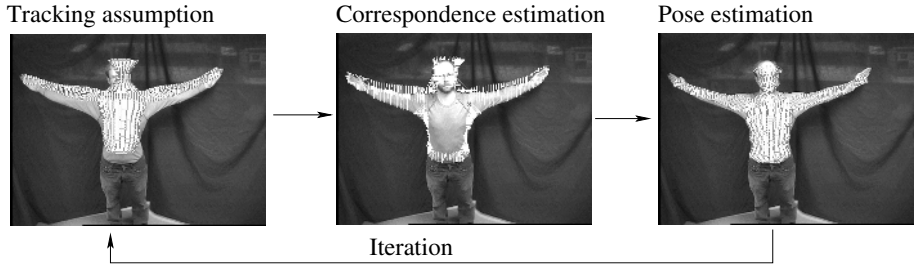 Tracking assumption
Correspondence estimation
Pose estimation
Iteration